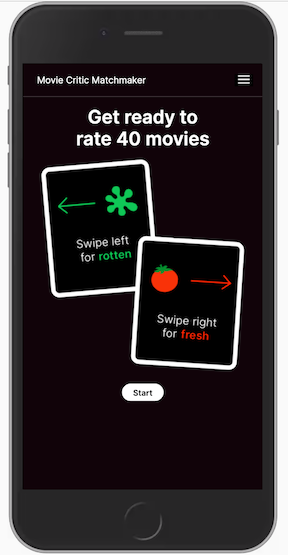 Movie Critic Matchmaker
Get ready to
rate 40 movies
Swipe left
for rotten
Swipe right
for fresh
Start